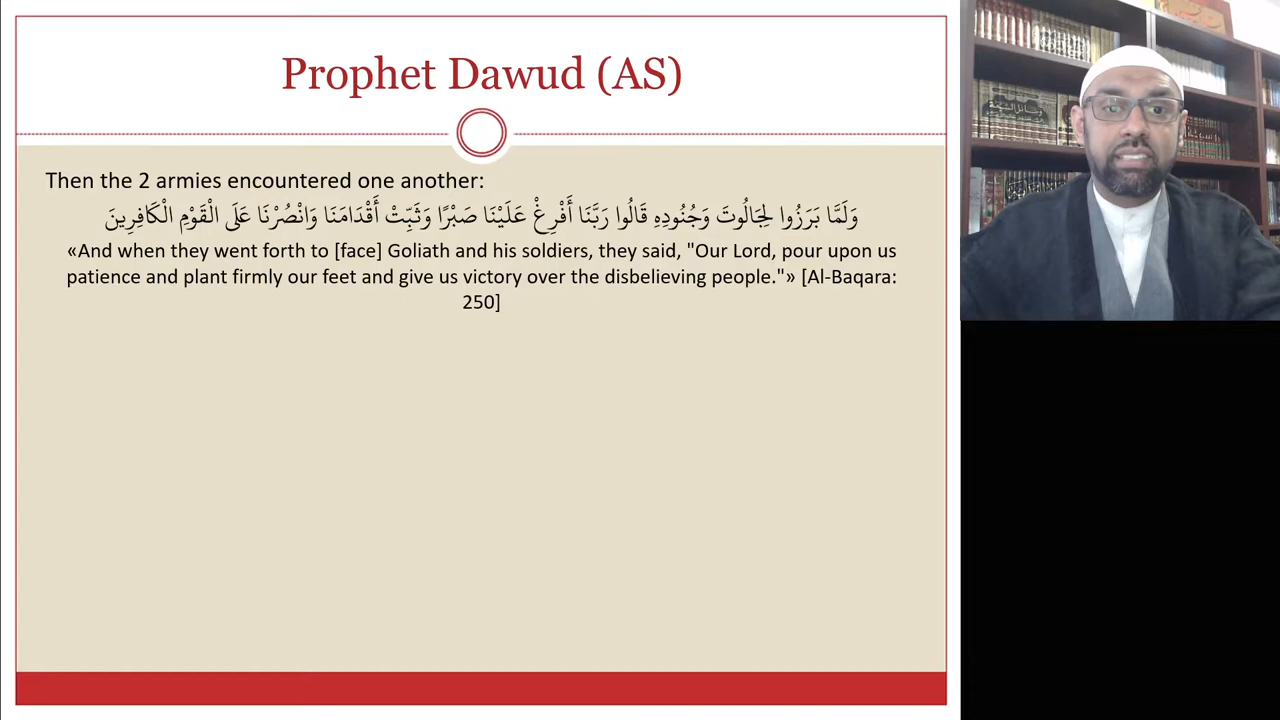 Prophet Dawud (AS)
Then the 2 armies encountered one another:
وَلَمَّا بَرَزُوا لِجَالُوتَ وَجُنُودِهِ قَالُوا رَبَّنَا أَفْرِغْ عَلَيْنَا صَبْرًا وَثَبِّتْ أَقْدَامَنَا وَانْصُرْنَا عَلَى الْقَوْمِ الْكَافِرِينَ
«And when they went forth to [face] Goliath and his soldiers, they said, "Our Lord, pour upon us
patience and plant firmly our feet and give us victory over the disbelieving people."» [Al-Baqara:
250]